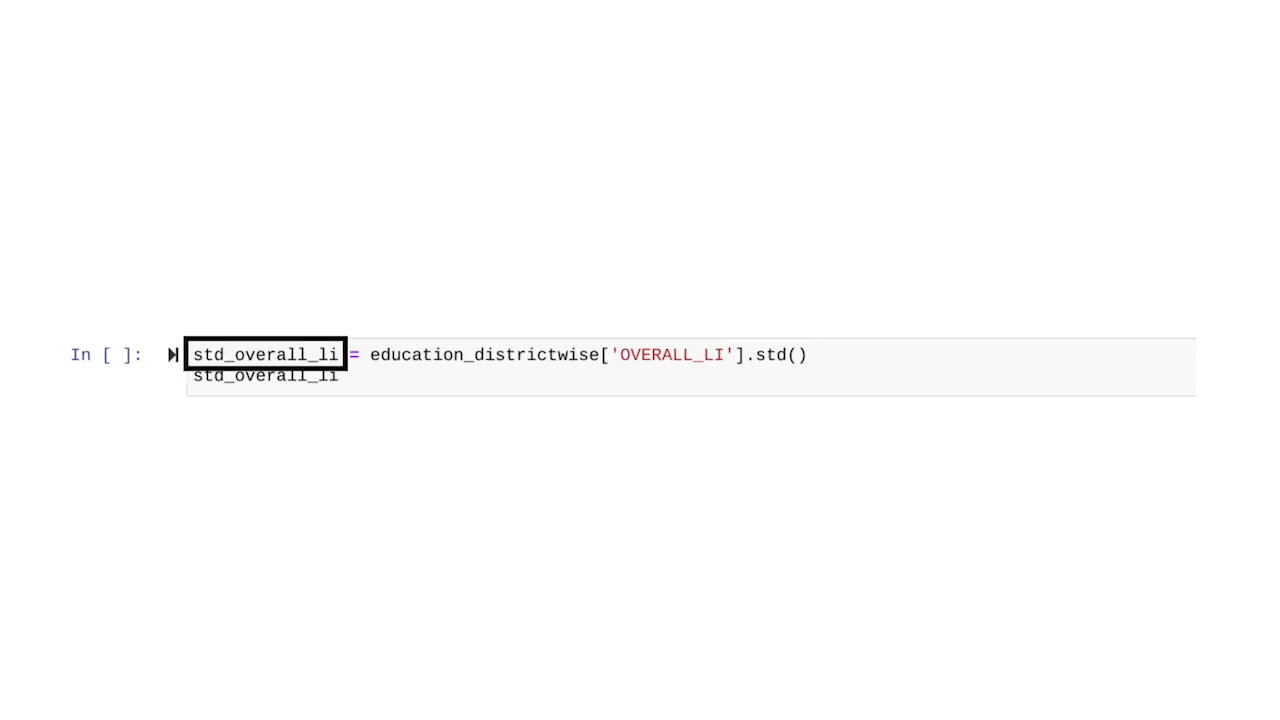 In [ ]: std_overall_li = education_districtwise['OVERALL_LI'].std()
std_overall_li